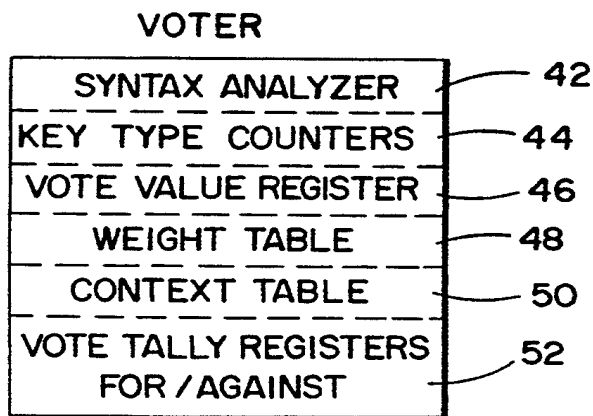 VOTER
SYNTAX ANALYZER 42
KEY TYPE COUNTERS 44
VOTE VALUE REGISTER 46
WEIGHT TABLE 48
CONTEXT TABLE 50
VOTE TALLY REGISTERS 52
FOR/AGAINST